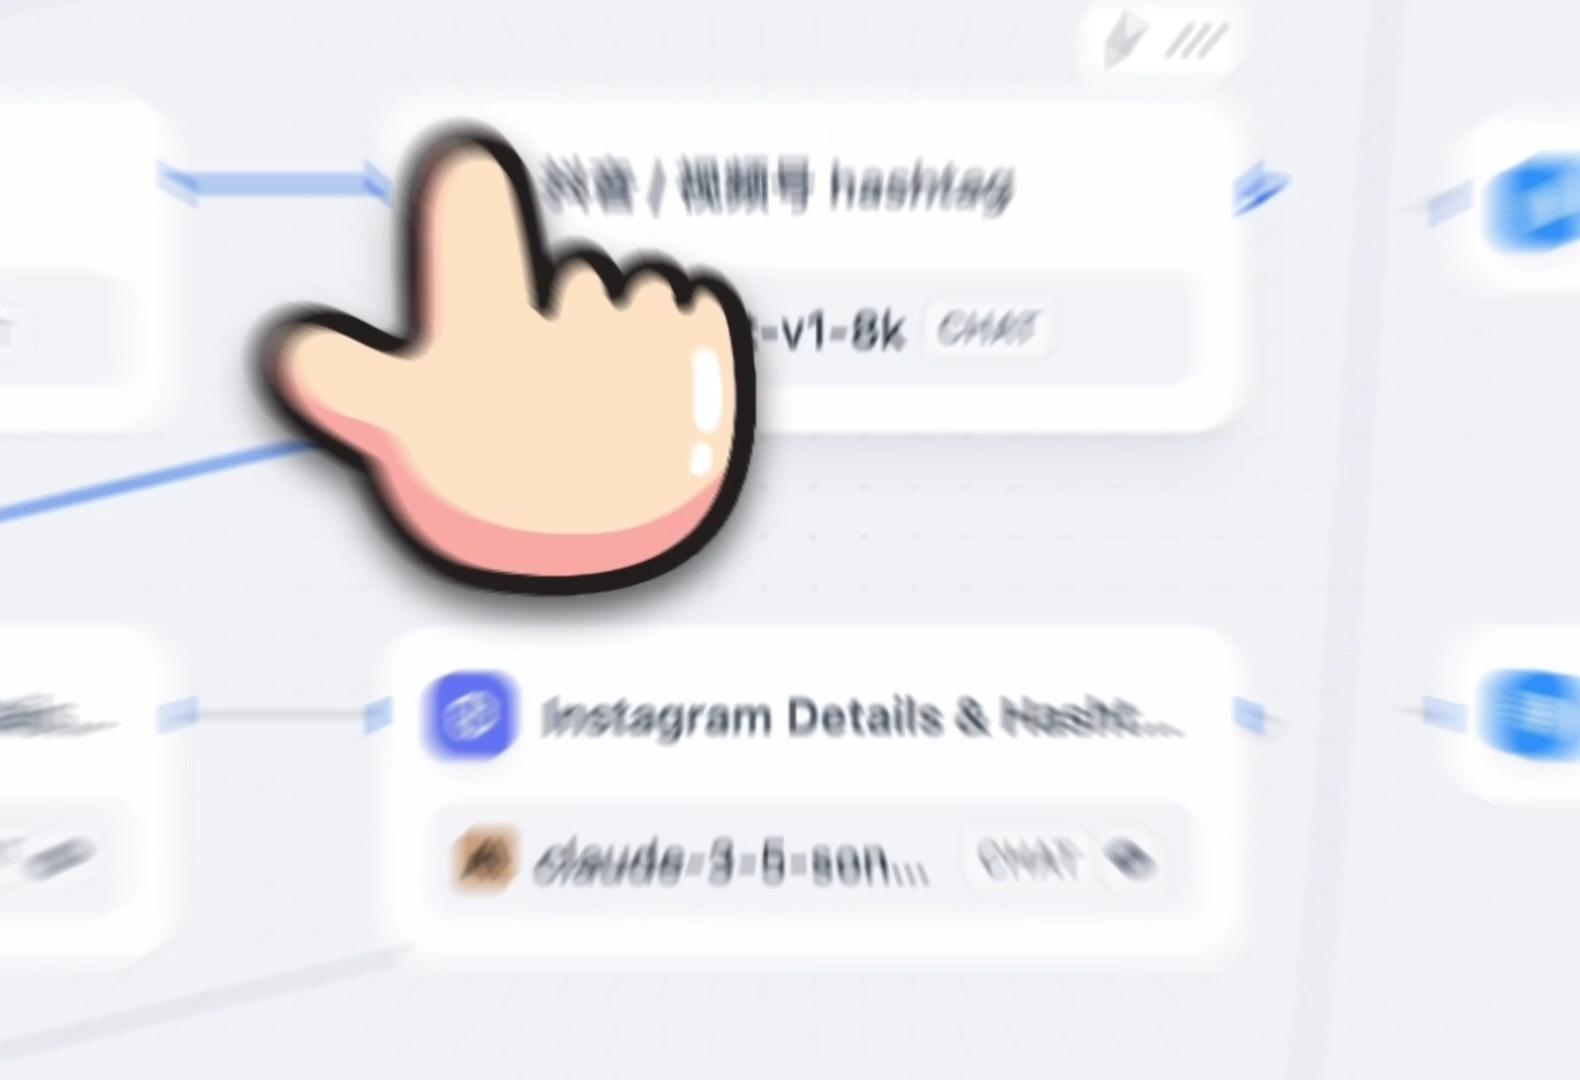 抖音 / 视频号 hashtag
-v1-8k CHAT
Instagram Details & Hasht...
claude-3-5-son... CHAT